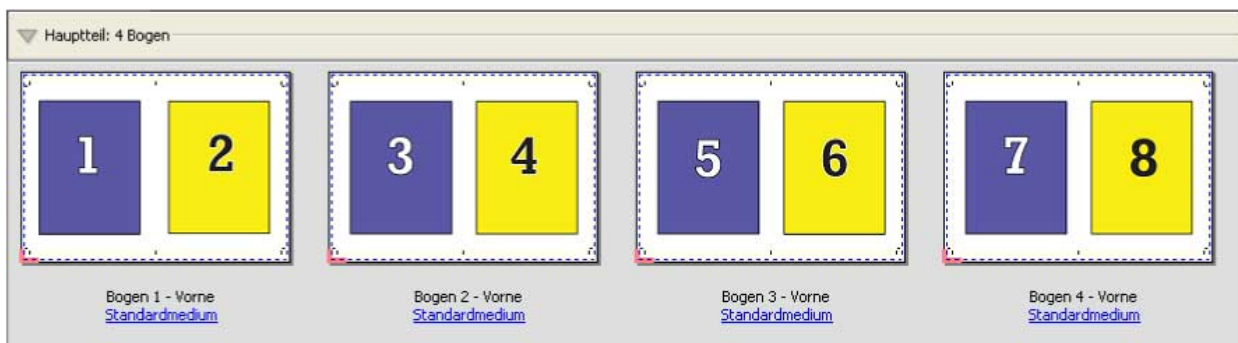 Hauptteil: 4 Bogen
1 2 3 4 5 6 7 8
Bogen 1 - Vorne
Standardmedium
Bogen 2 - Vorne
Standardmedium
Bogen 3 - Vorne
Standardmedium
Bogen 4 - Vorne
Standardmedium